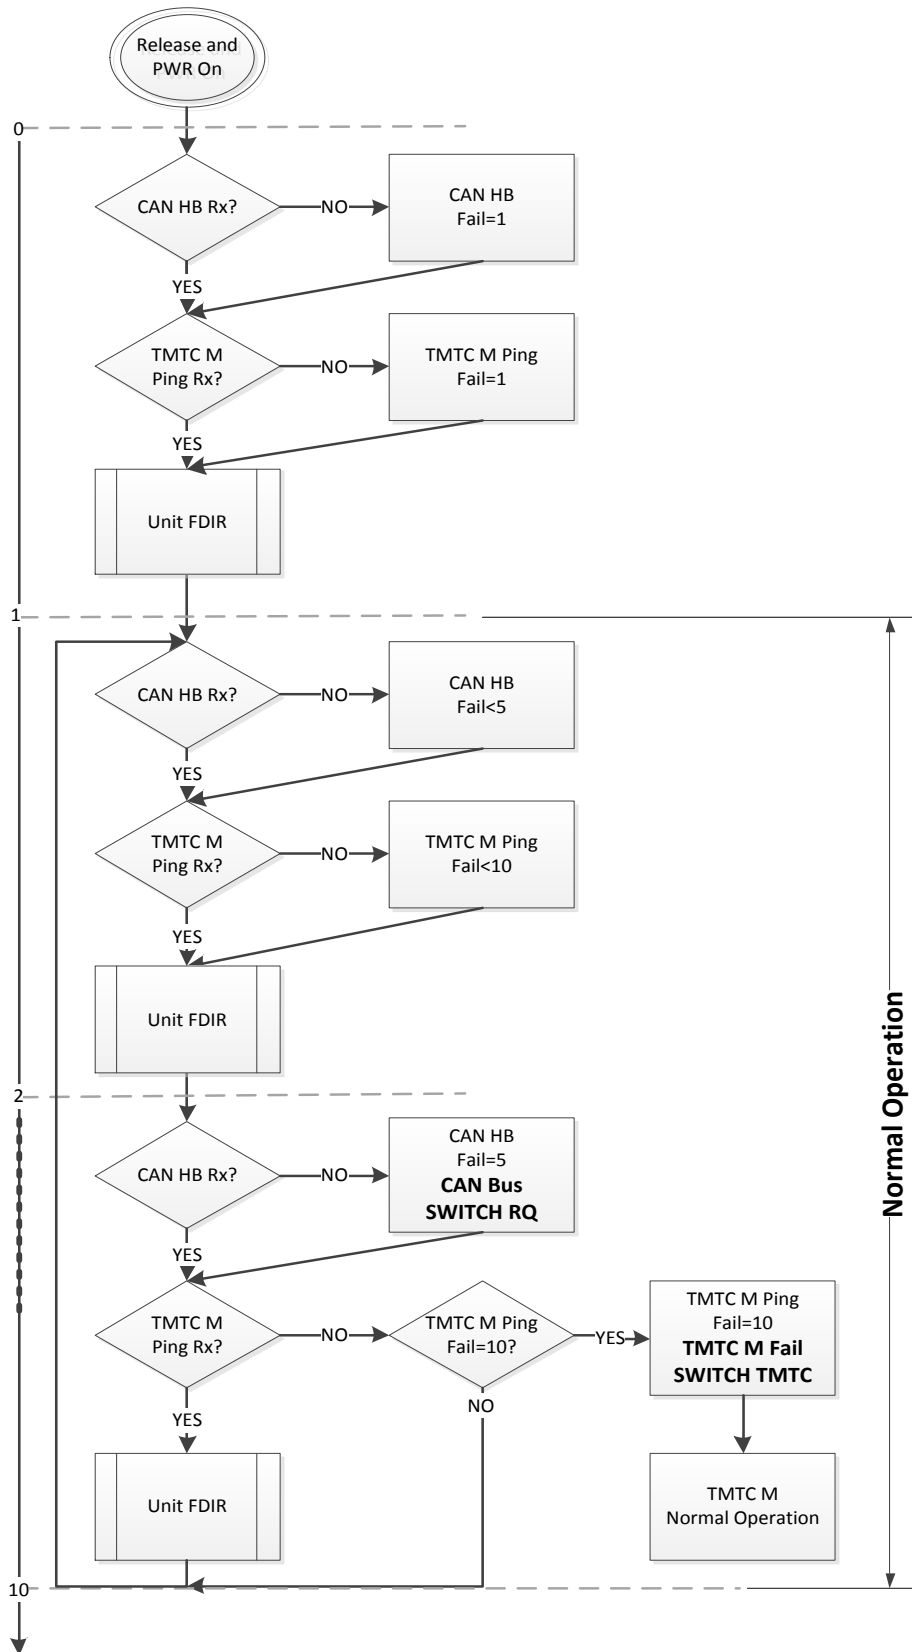 Release and
PWR On
0
CAN HB Rx?
NO
CAN HB
Fail=1
YES
TMTC M
Ping Rx?
NO
TMTC M Ping
Fail=1
YES
Unit FDIR
1
CAN HB Rx?
NO
CAN HB
Fail<5
YES
TMTC M
Ping Rx?
NO
TMTC M Ping
Fail<10
YES
Unit FDIR
Normal Operation
2
CAN HB Rx?
NO
CAN HB
Fail=5
CAN Bus
SWITCH RQ
YES
TMTC M
Ping Rx?
NO
TMTC M Ping
Fail=10?
YES
TMTC M Ping
Fail=10
TMTC M Fail
SWITCH TMTC
NO
YES
Unit FDIR
TMTC M
Normal Operation
10